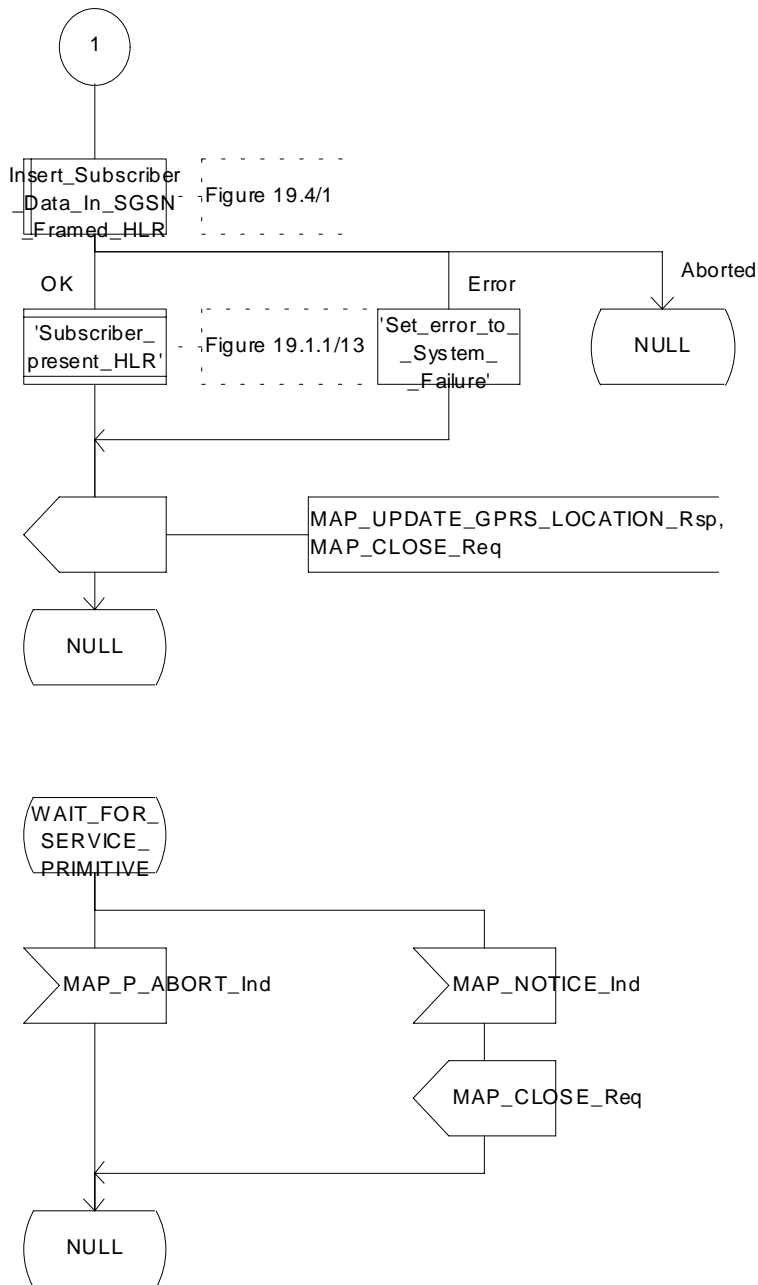 1
Insert_Subscriber
_Data_In_SGSN
_Framed_HLR
Figure 19.4/1
OK
Error
Aborted
'Subscriber_
present_HLR'
Figure 19.1.1/13
'Set_error_to_
_System_
_Failure'
NULL
MAP_UPDATE_GPRS_LOCATION_Rsp,
MAP_CLOSE_Req
NULL
WAIT_FOR_
SERVICE_
PRIMITIVE
MAP_P_ABORT_Ind
MAP_NOTICE_Ind
MAP_CLOSE_Req
NULL